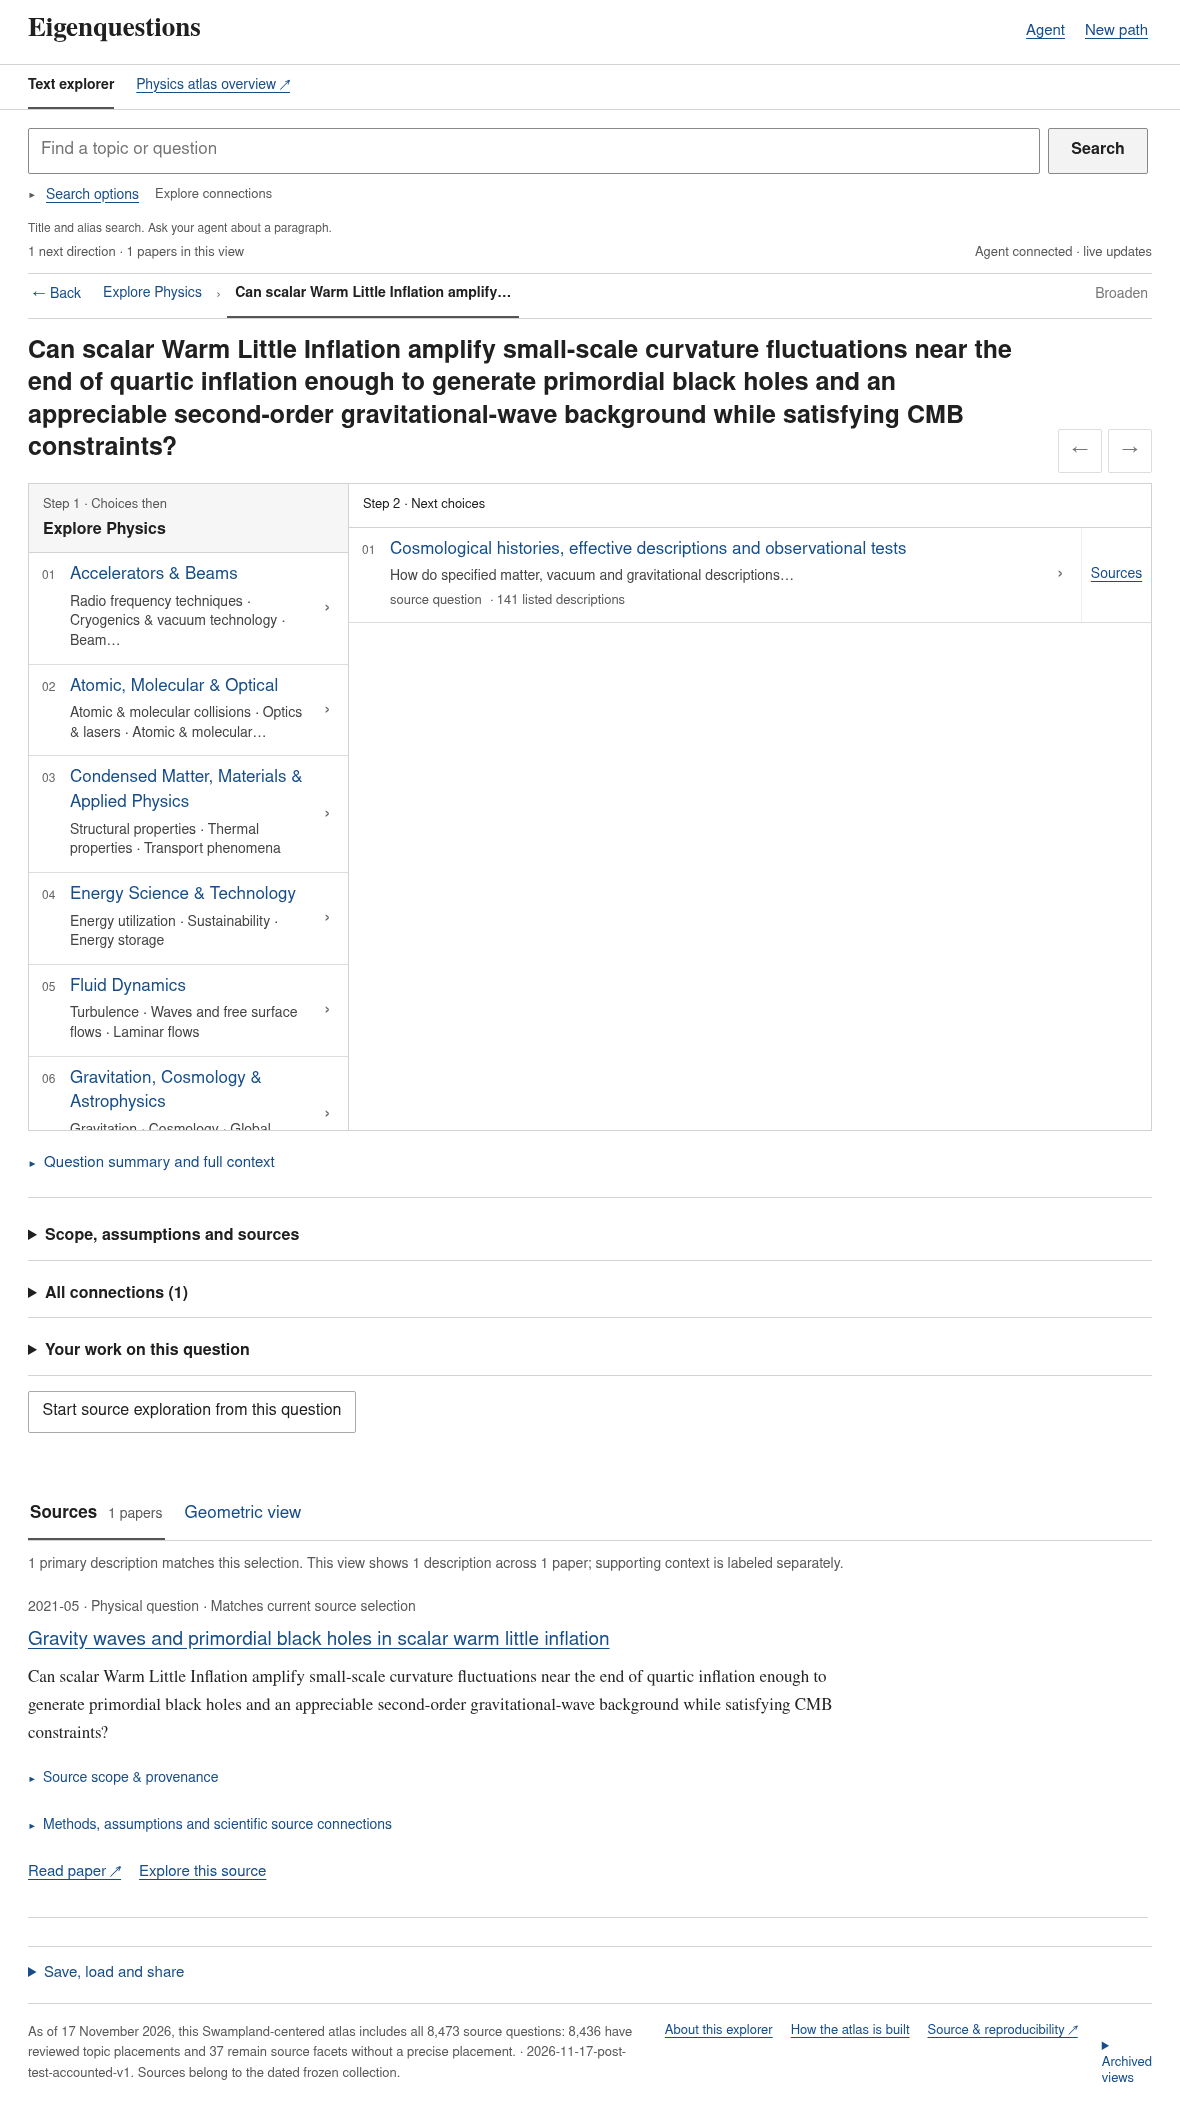 Eigenquestions
Agent New path
Text explorer Physics atlas overview ↗
Find a topic or question
Search
▸ Search options Explore connections
Title and alias search. Ask your agent about a paragraph.
1 next direction · 1 papers in this view
Agent connected · live updates
← Back Explore Physics › Can scalar Warm Little Inflation amplify… Broaden
Can scalar Warm Little Inflation amplify small-scale curvature fluctuations near the
end of quartic inflation enough to generate primordial black holes and an
appreciable second-order gravitational-wave background while satisfying CMB
constraints?
← →
Step 1 · Choices then
Explore Physics
01 Accelerators & Beams
Radio frequency techniques ·
Cryogenics & vacuum technology ·
Beam…
›
02 Atomic, Molecular & Optical
Atomic & molecular collisions · Optics
& lasers · Atomic & molecular…
›
03 Condensed Matter, Materials &
Applied Physics
Structural properties · Thermal
properties · Transport phenomena
›
04 Energy Science & Technology
Energy utilization · Sustainability ·
Energy storage
›
05 Fluid Dynamics
Turbulence · Waves and free surface
flows · Laminar flows
›
06 Gravitation, Cosmology &
Astrophysics
Gravitation · Cosmology · Global
›
Step 2 · Next choices
01 Cosmological histories, effective descriptions and observational tests
How do specified matter, vacuum and gravitational descriptions…
source question · 141 listed descriptions
› Sources
▸ Question summary and full context
▶ Scope, assumptions and sources
▶ All connections (1)
▶ Your work on this question
Start source exploration from this question
Sources 1 papers Geometric view
1 primary description matches this selection. This view shows 1 description across 1 paper; supporting context is labeled separately.
2021-05 · Physical question · Matches current source selection
Gravity waves and primordial black holes in scalar warm little inflation
Can scalar Warm Little Inflation amplify small-scale curvature fluctuations near the end of quartic inflation enough to
generate primordial black holes and an appreciable second-order gravitational-wave background while satisfying CMB
constraints?
▸ Source scope & provenance
▸ Methods, assumptions and scientific source connections
Read paper ↗ Explore this source
▶ Save, load and share
As of 17 November 2026, this Swampland-centered atlas includes all 8,473 source questions: 8,436 have
reviewed topic placements and 37 remain source facets without a precise placement. · 2026-11-17-post-
test-accounted-v1. Sources belong to the dated frozen collection.
About this explorer How the atlas is built Source & reproducibility ↗
▶
Archived
views